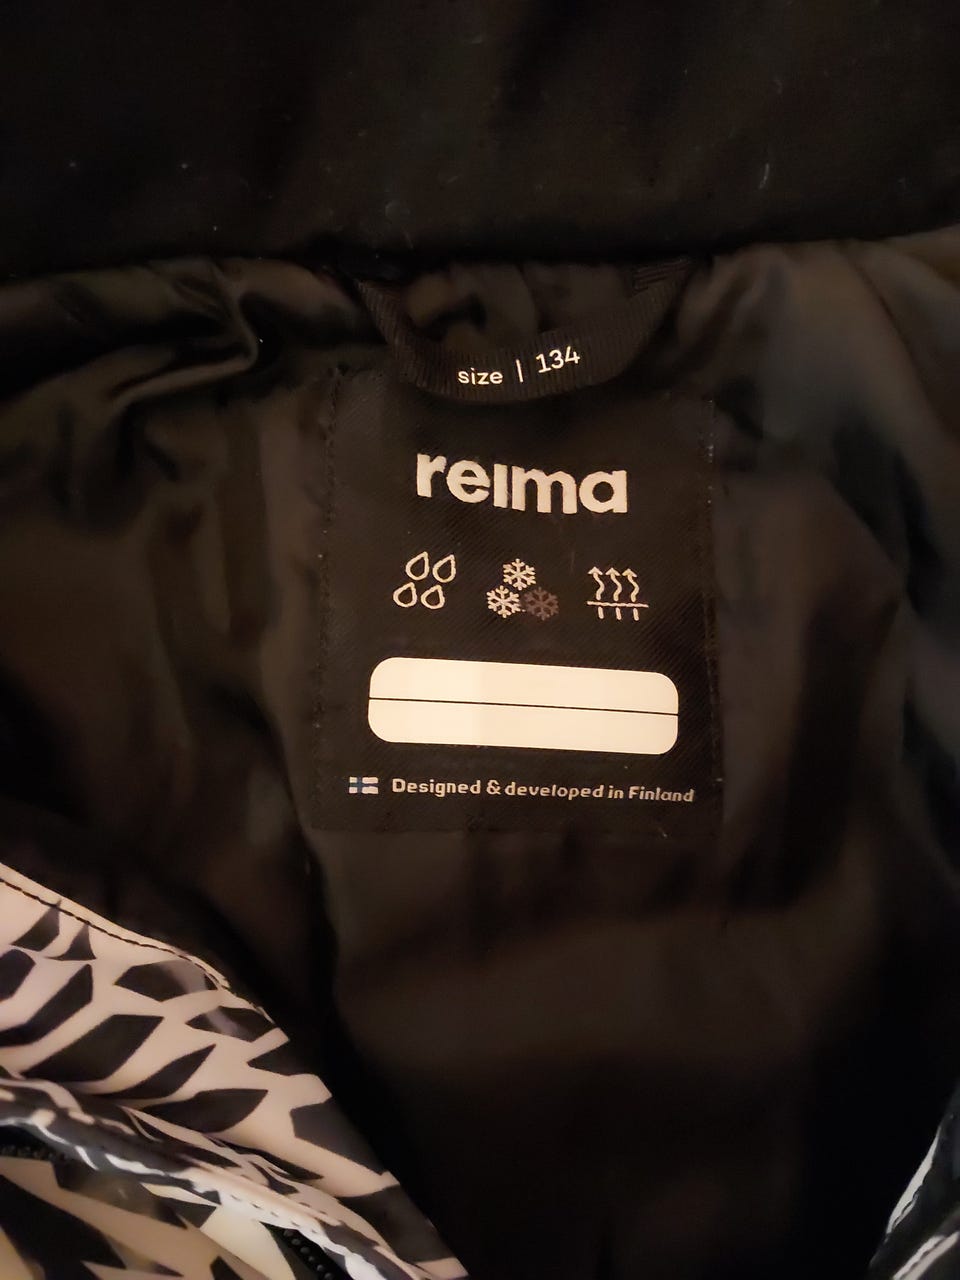 size | 134
reima
Designed & developed in Finland